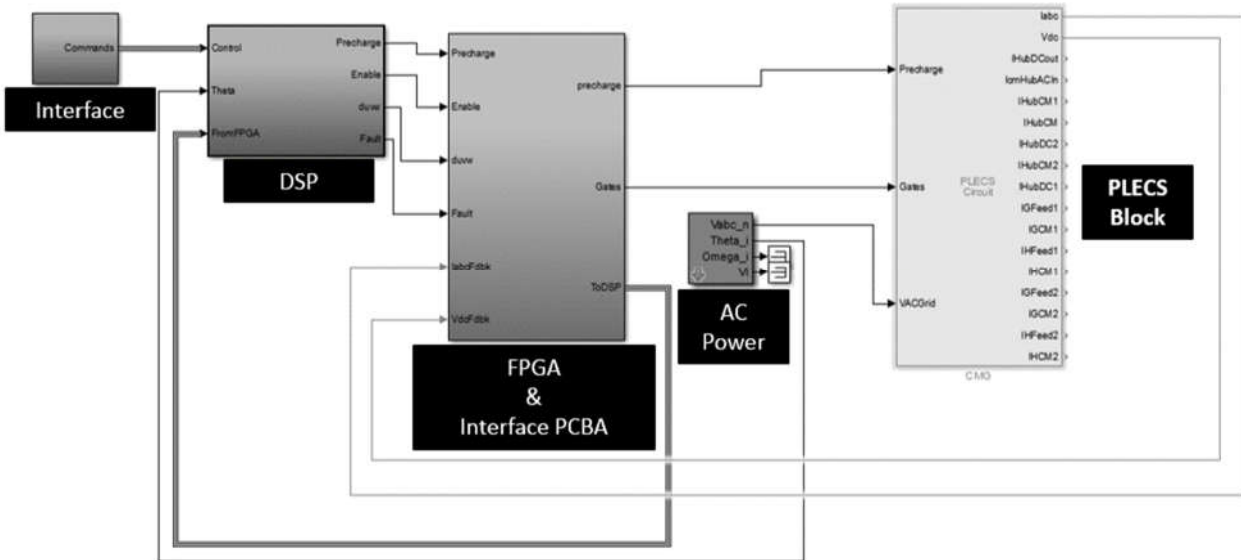 Commands
Interface
Control
Theta
FromFPGA
Precharge
Enable
duvw
Fault
DSP
Precharge
Enable
duvw
Fault
IabcFdbk
VdcFdbk
precharge
Gates
ToDSP
FPGA
&
Interface PCBA
Vabc_n
Theta_i
Omega_i
Vi
AC
Power
Precharge
Gates
VACGrid
PLECS
Circuit
Iabc
Vdc
IHubDCout
IcmHubACIn
IHubCM1
IHubCM
IHubDC2
IHubCM2
IHubDC1
IGFeed1
IGCM1
IHFeed1
IHCM1
IGFeed2
IGCM2
IHFeed2
IHCM2
CMG
PLECS
Block